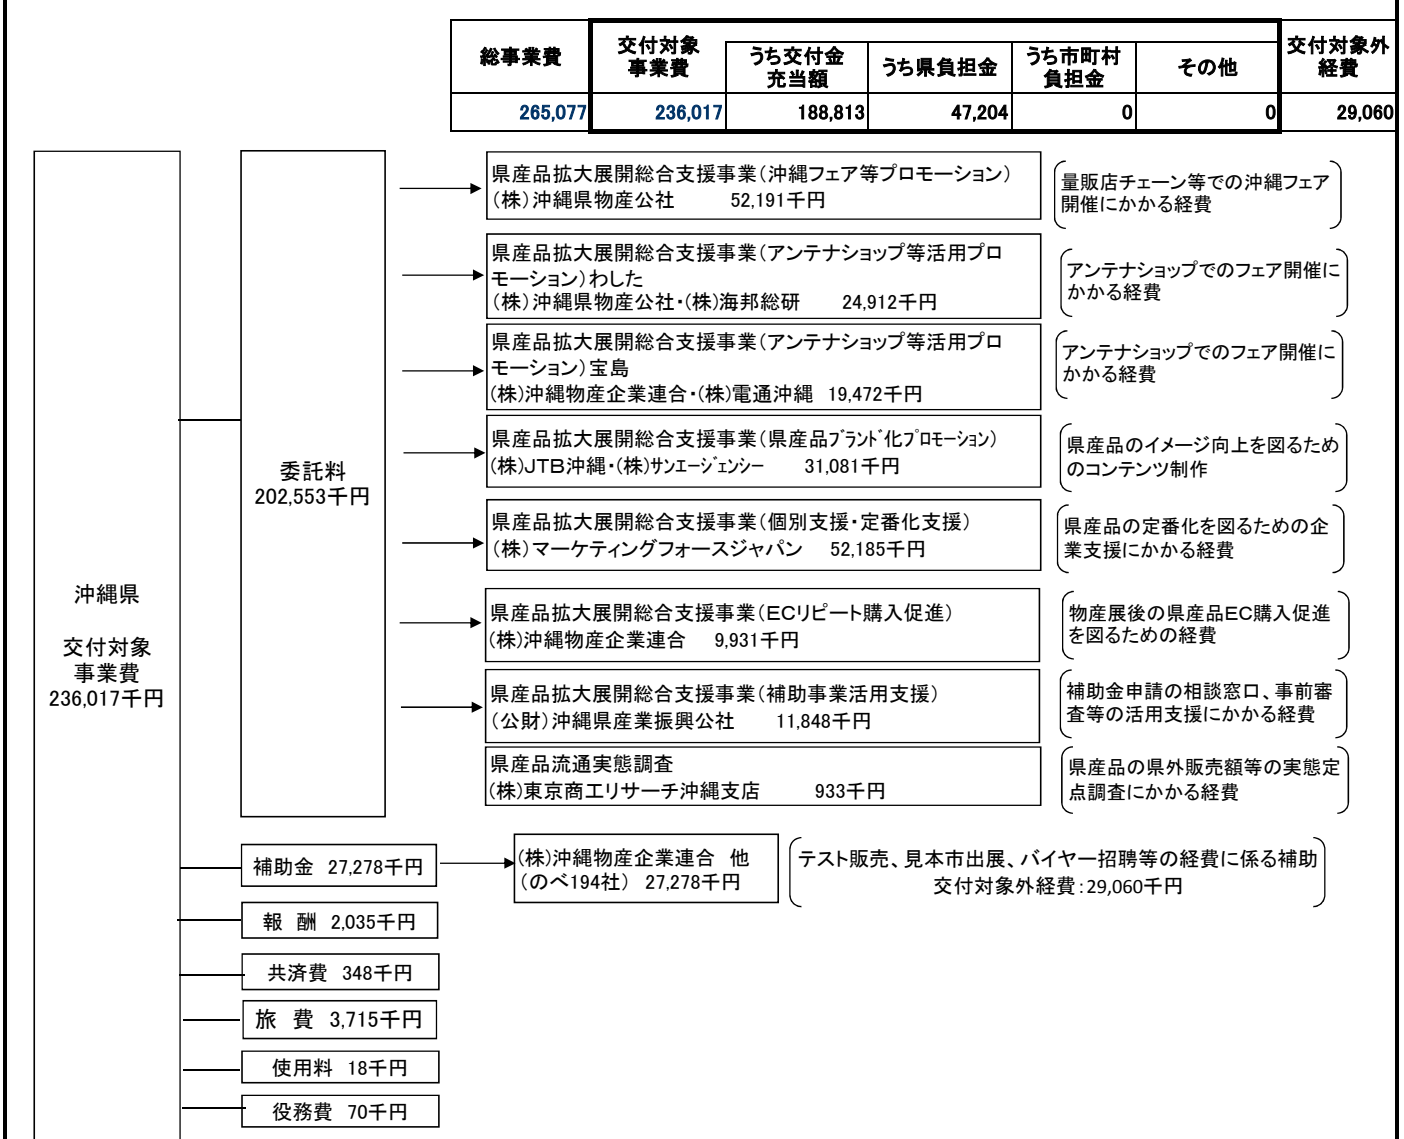 総事業費
交付対象
事業費
うち交付金
充当額
うち県負担金
うち市町村
負担金
その他
交付対象外
経費
265,077
236,017
188,813
47,204
0
0
29,060
沖縄県
交付対象
事業費
236,017千円
委託料
202,553千円
県産品拡大展開総合支援事業(沖縄フェア等プロモーション)
(株)沖縄県物産公社 52,191千円
量販店チェーン等での沖縄フェア
開催にかかる経費
県産品拡大展開総合支援事業(アンテナショップ等活用プロ
モーション)わした
(株)沖縄県物産公社・(株)海邦総研 24,912千円
アンテナショップでのフェア開催に
かかる経費
県産品拡大展開総合支援事業(アンテナショップ等活用プロ
モーション)宝島
(株)沖縄物産企業連合・(株)電通沖縄 19,472千円
アンテナショップでのフェア開催に
かかる経費
県産品拡大展開総合支援事業(県産品ブランド化プロモーション)
(株)JTB沖縄・(株)サンエージェンシー 31,081千円
県産品のイメージ向上を図るため
のコンテンツ制作
県産品拡大展開総合支援事業(個別支援・定番化支援)
(株)マーケティングフォースジャパン 52,185千円
県産品の定番化を図るための企
業支援にかかる経費
県産品拡大展開総合支援事業(ECリピート購入促進)
(株)沖縄物産企業連合 9,931千円
物産展後の県産品EC購入促進
を図るための経費
県産品拡大展開総合支援事業(補助事業活用支援)
(公財)沖縄県産業振興公社 11,848千円
補助金申請の相談窓口、事前審
査等の活用支援にかかる経費
県産品流通実態調査
(株)東京商工リサーチ沖縄支店 933千円
県産品の県外販売額等の実態定
点調査にかかる経費
補助金 27,278千円
(株)沖縄物産企業連合 他
(のべ194社) 27,278千円
テスト販売、見本市出展、バイヤー招聘等の経費に係る補助
交付対象外経費:29,060千円
報 酬 2,035千円
共済費 348千円
旅 費 3,715千円
使用料 18千円
役務費 70千円